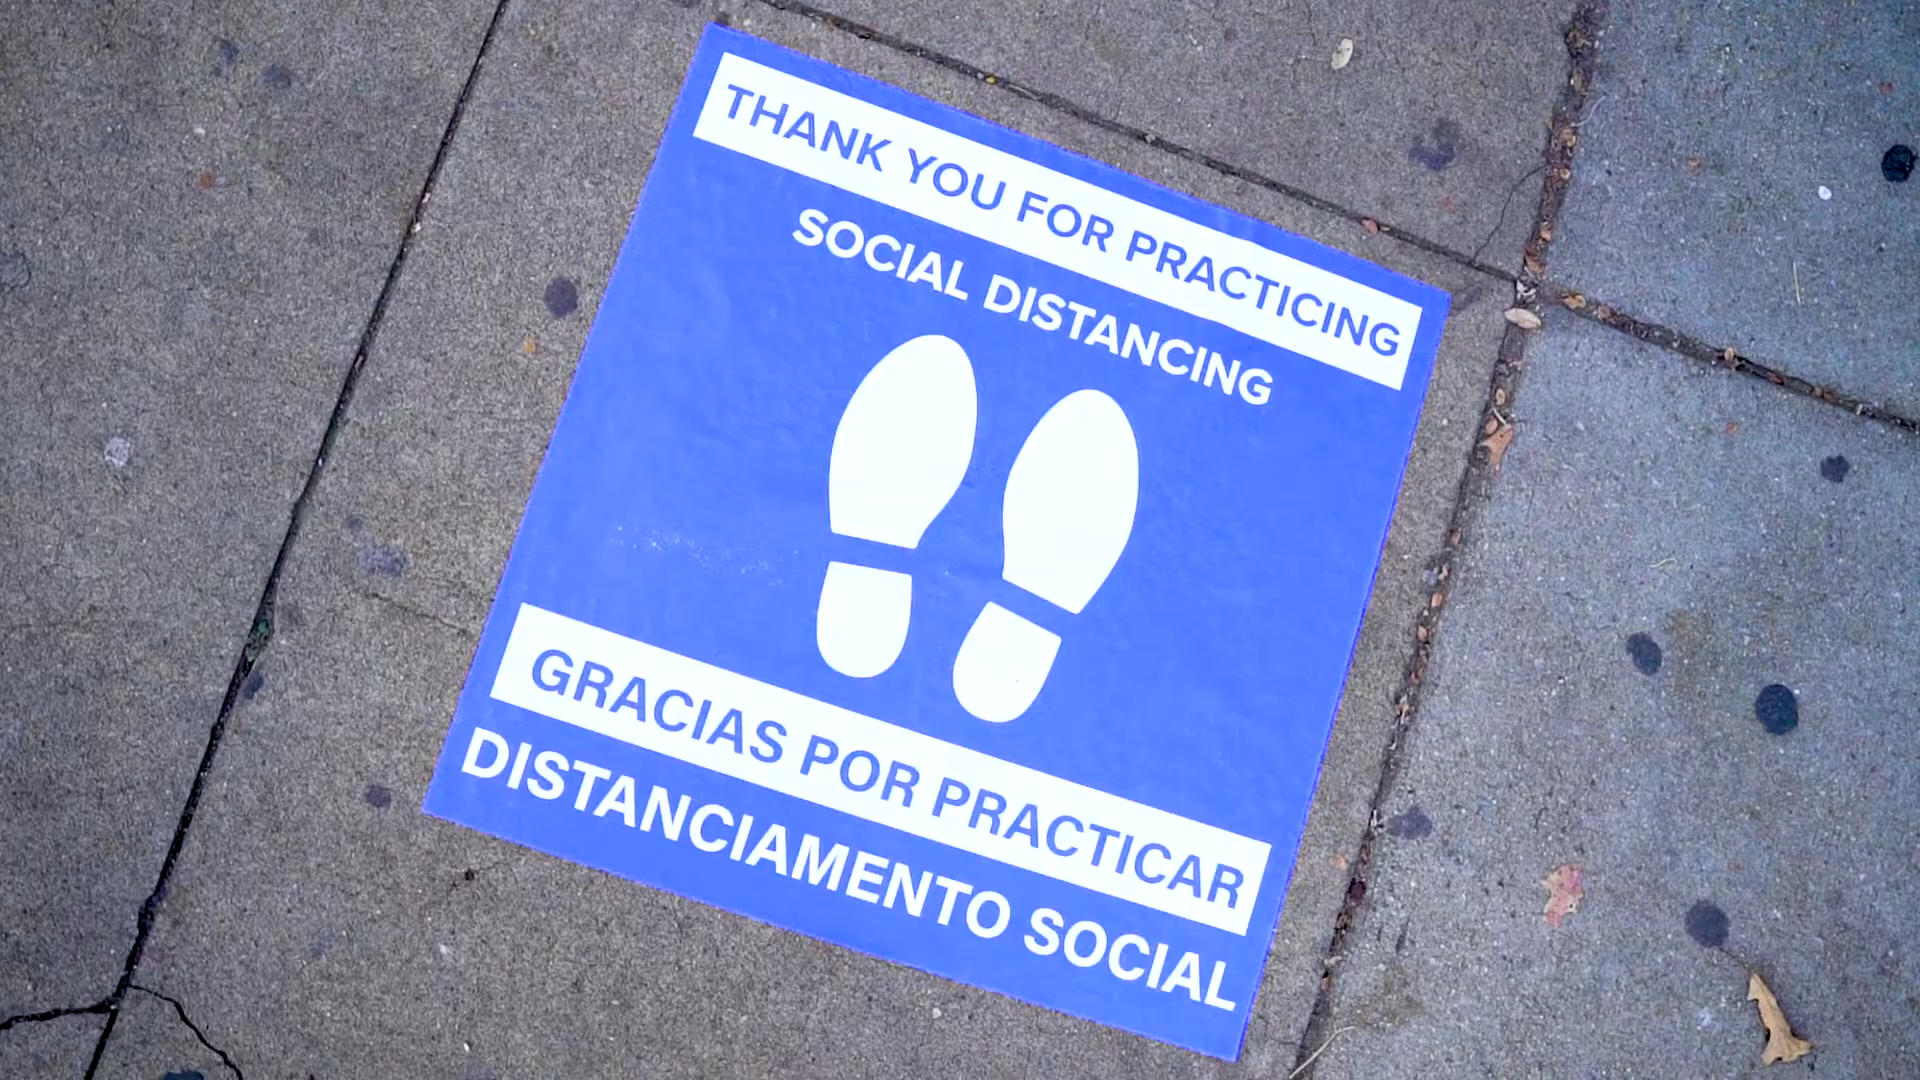 THANK YOU FOR PRACTICING
SOCIAL DISTANCING
GRACIAS POR PRACTICAR
DISTANCIAMENTO SOCIAL